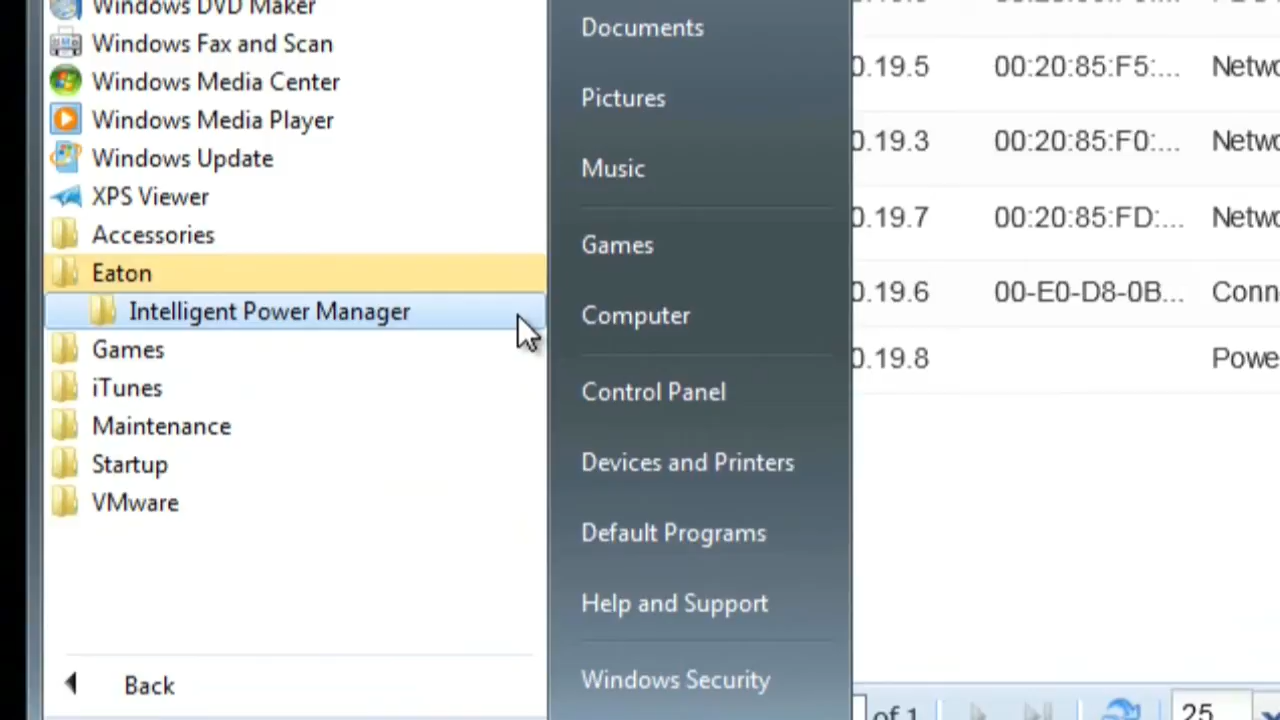 Windows DVD Maker
Windows Fax and Scan
Windows Media Center
Windows Media Player
Windows Update
XPS Viewer
Accessories
Eaton
Intelligent Power Manager
Games
iTunes
Maintenance
Startup
VMware
Back
Documents
Pictures
Music
Games
Computer
Control Panel
Devices and Printers
Default Programs
Help and Support
Windows Security
0.19.5 00:20:85:F5:... Netwo
0.19.3 00:20:85:F0:... Netwo
0.19.7 00:20:85:FD:... Netwo
0.19.6 00-E0-D8-0B... Conn
0.19.8 Powe
of 1 25